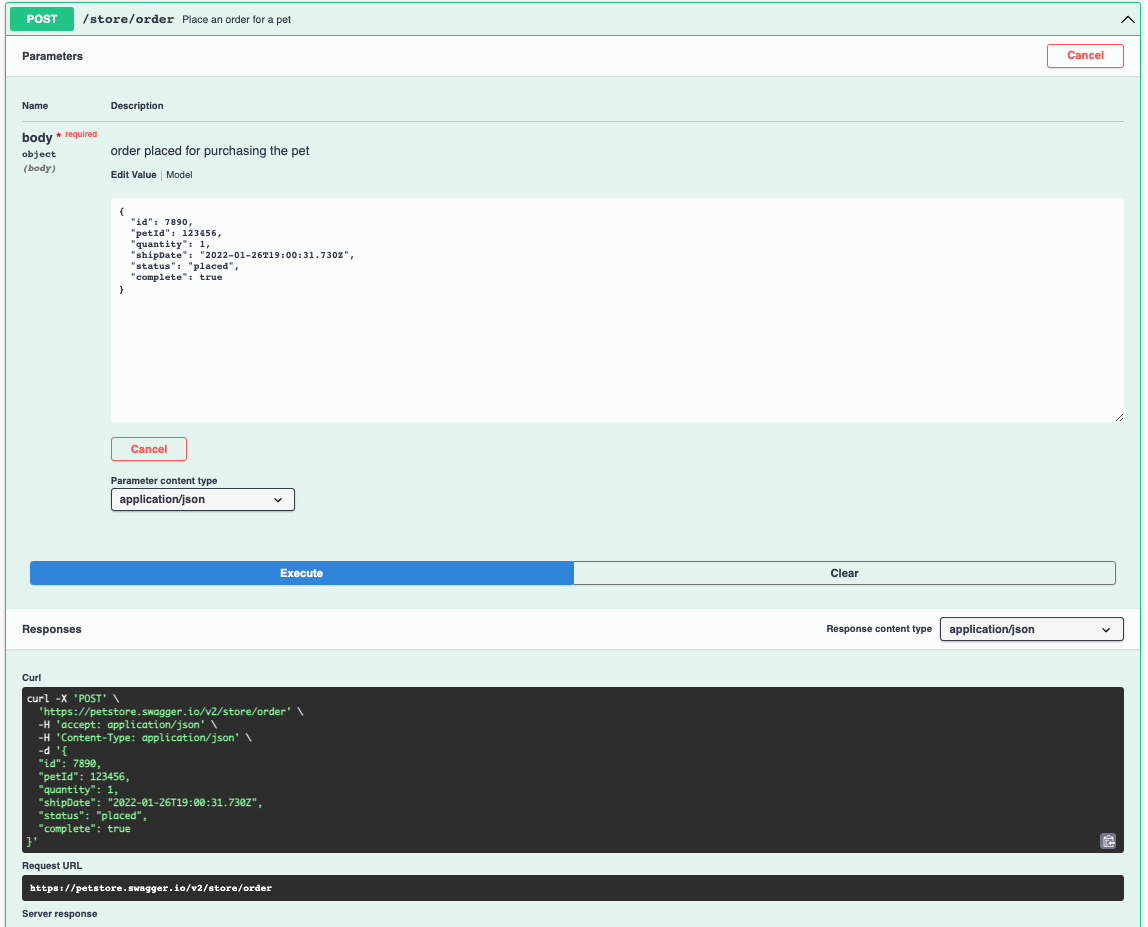 POST /store/order Place an order for a pet
Parameters Cancel
Name Description
body * required
object
(body)
order placed for purchasing the pet
Edit Value | Model
{
  "id": 7890,
  "petId": 123456,
  "quantity": 1,
  "shipDate": "2022-01-26T19:00:31.730Z",
  "status": "placed",
  "complete": true
}
Cancel
Parameter content type
application/json
Execute Clear
Responses Response content type application/json
Curl
curl -X 'POST' \
  'https://petstore.swagger.io/v2/store/order' \
  -H 'accept: application/json' \
  -H 'Content-Type: application/json' \
  -d '{
  "id": 7890,
  "petId": 123456,
  "quantity": 1,
  "shipDate": "2022-01-26T19:00:31.730Z",
  "status": "placed",
  "complete": true
}'
Request URL
https://petstore.swagger.io/v2/store/order
Server response